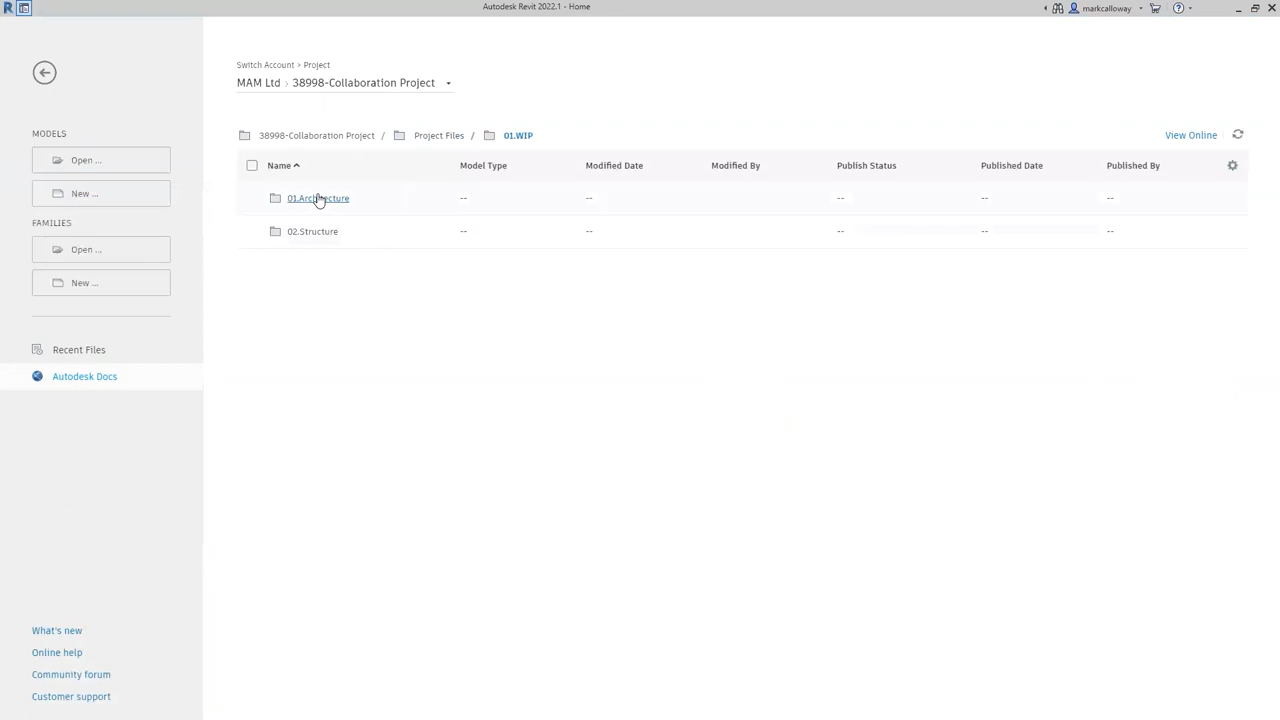 Autodesk Revit 2022.1 - Home
markcalloway
Switch Account > Project
MAM Ltd > 38998-Collaboration Project
MODELS
Open ...
New ...
FAMILIES
Open ...
New ...
Recent Files
Autodesk Docs
What's new
Online help
Community forum
Customer support
38998-Collaboration Project / Project Files / 01.WIP
View Online
Name Model Type Modified Date Modified By Publish Status Published Date Published By
01.Architecture -- -- -- -- --
02.Structure -- -- -- -- --